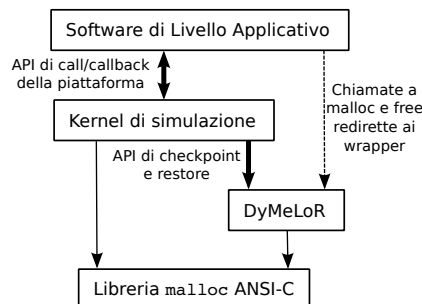 Software di Livello Applicativo
API di call/callback
della piattaforma
Chiamate a
malloc e free
redirette ai
wrapper
Kernel di simulazione
API di checkpoint
e restore
DyMeLoR
Libreria malloc ANSI-C